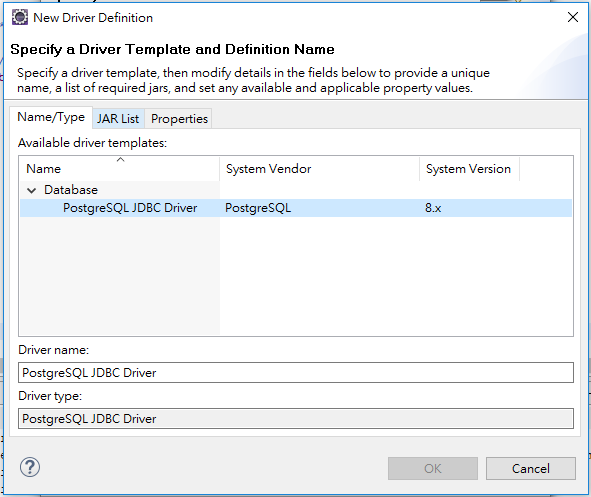 New Driver Definition
Specify a Driver Template and Definition Name
Specify a driver template, then modify details in the fields below to provide a unique
name, a list of required jars, and set any available and applicable property values.
Name/Type JAR List Properties
Available driver templates:
Name System Vendor System Version
Database
PostgreSQL JDBC Driver PostgreSQL 8.x
Driver name:
PostgreSQL JDBC Driver
Driver type:
PostgreSQL JDBC Driver
? OK Cancel